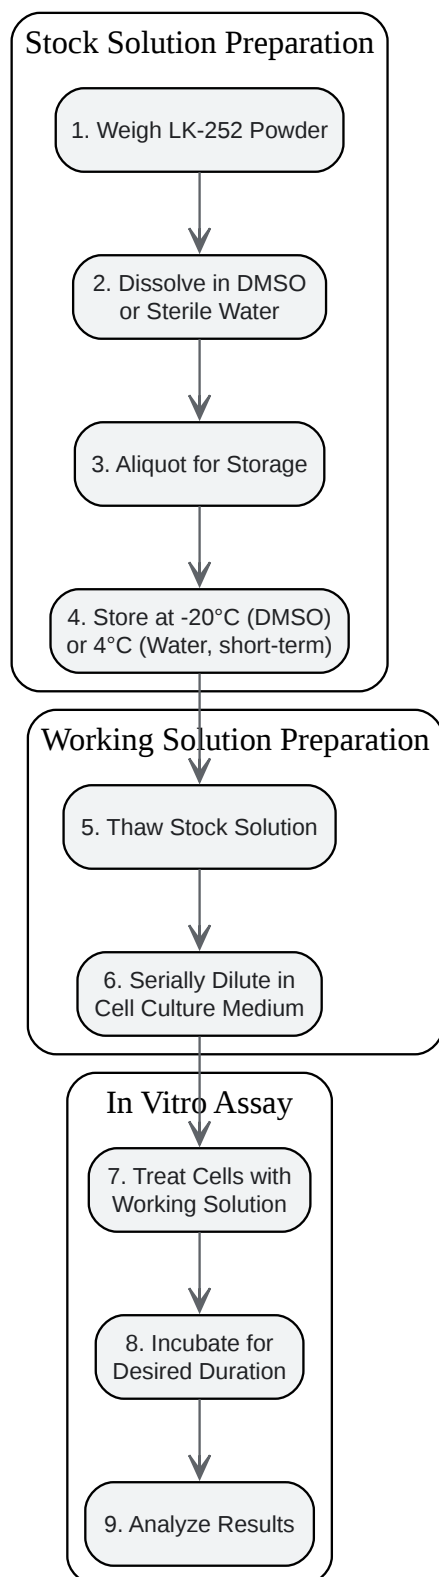 Stock Solution Preparation
1. Weigh LK-252 Powder
2. Dissolve in DMSO
or Sterile Water
3. Aliquot for Storage
4. Store at -20°C (DMSO)
or 4°C (Water, short-term)
Working Solution Preparation
5. Thaw Stock Solution
6. Serially Dilute in
Cell Culture Medium
In Vitro Assay
7. Treat Cells with
Working Solution
8. Incubate for
Desired Duration
9. Analyze Results